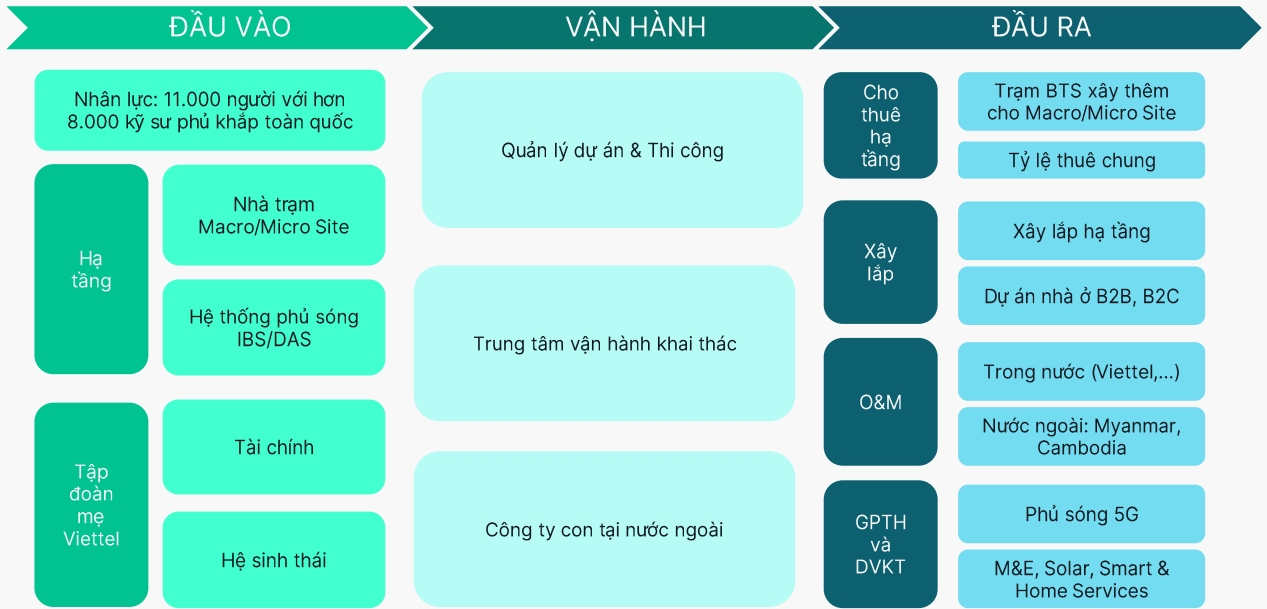 ĐẦU VÀO
VẬN HÀNH
ĐẦU RA
Nhân lực: 11.000 người với hơn
8.000 kỹ sư phủ khắp toàn quốc
Hạ
tầng
Nhà trạm
Macro/Micro Site
Hệ thống phủ sóng
IBS/DAS
Tập
đoàn
mẹ
Viettel
Tài chính
Hệ sinh thái
Quản lý dự án & Thi công
Trung tâm vận hành khai thác
Công ty con tại nước ngoài
Cho
thuê
hạ
tầng
Trạm BTS xây thêm
cho Macro/Micro Site
Tỷ lệ thuê chung
Xây
lắp
Xây lắp hạ tầng
Dự án nhà ở B2B, B2C
O&M
Trong nước (Viettel,...)
Nước ngoài: Myanmar,
Cambodia
GPTH
và
DVKT
Phủ sóng 5G
M&E, Solar, Smart &
Home Services